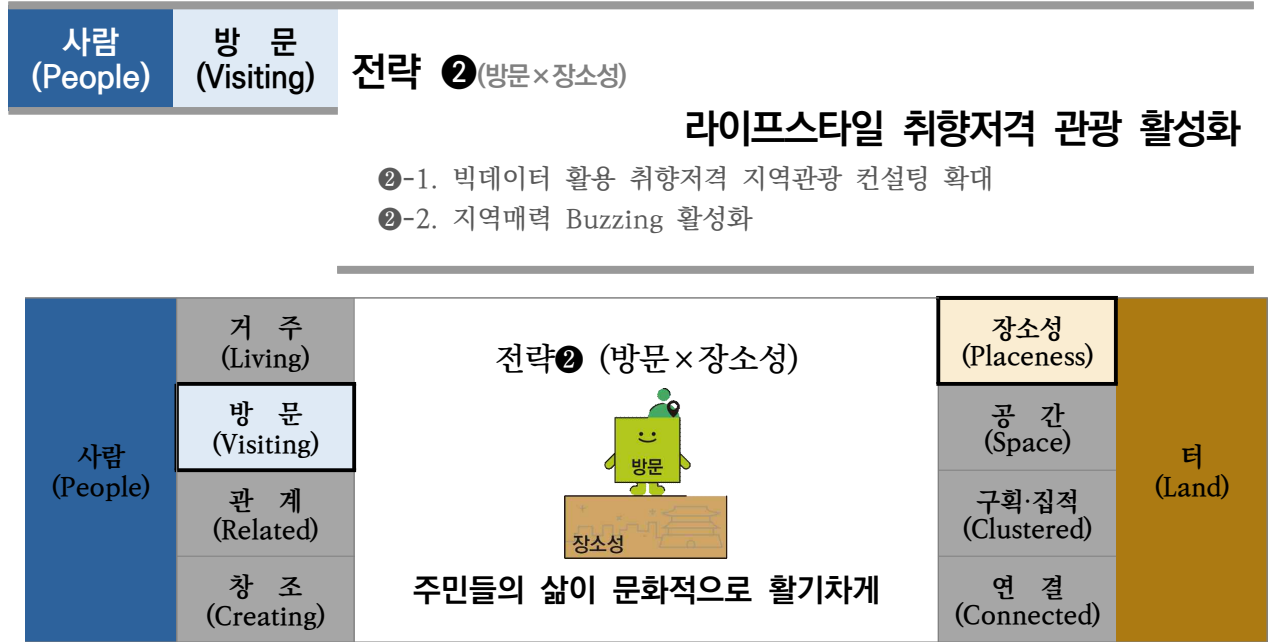 사람
(People)
방 문
(Visiting)
전략 ❷(방문×장소성)
라이프스타일 취향저격 관광 활성화
❷-1. 빅데이터 활용 취향저격 지역관광 컨설팅 확대
❷-2. 지역매력 Buzzing 활성화
사람
(People)
거 주
(Living)
방 문
(Visiting)
관 계
(Related)
창 조
(Creating)
전략❷ (방문×장소성)
방문
장소성
주민들의 삶이 문화적으로 활기차게
장소성
(Placeness)
공 간
(Space)
구획·집적
(Clustered)
연 결
(Connected)
터
(Land)